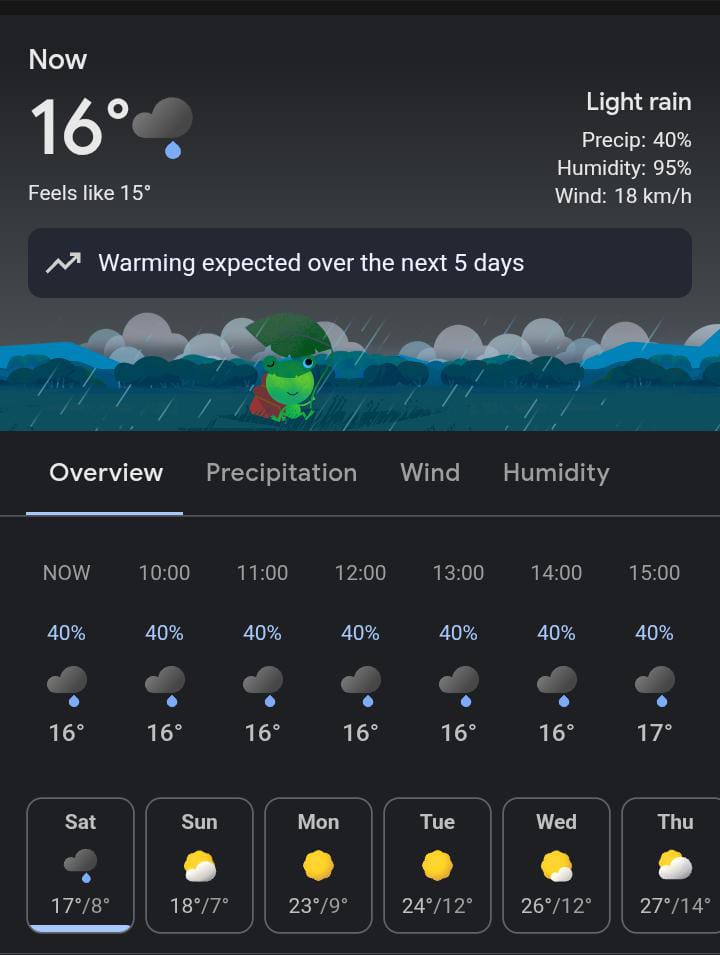 Now
16°
Feels like 15°
Light rain
Precip: 40%
Humidity: 95%
Wind: 18 km/h
Warming expected over the next 5 days
Overview Precipitation Wind Humidity
NOW 10:00 11:00 12:00 13:00 14:00 15:00
40% 40% 40% 40% 40% 40% 40%
16° 16° 16° 16° 16° 16° 17°
Sat Sun Mon Tue Wed Thu
17°/8° 18°/7° 23°/9° 24°/12° 26°/12° 27°/14°